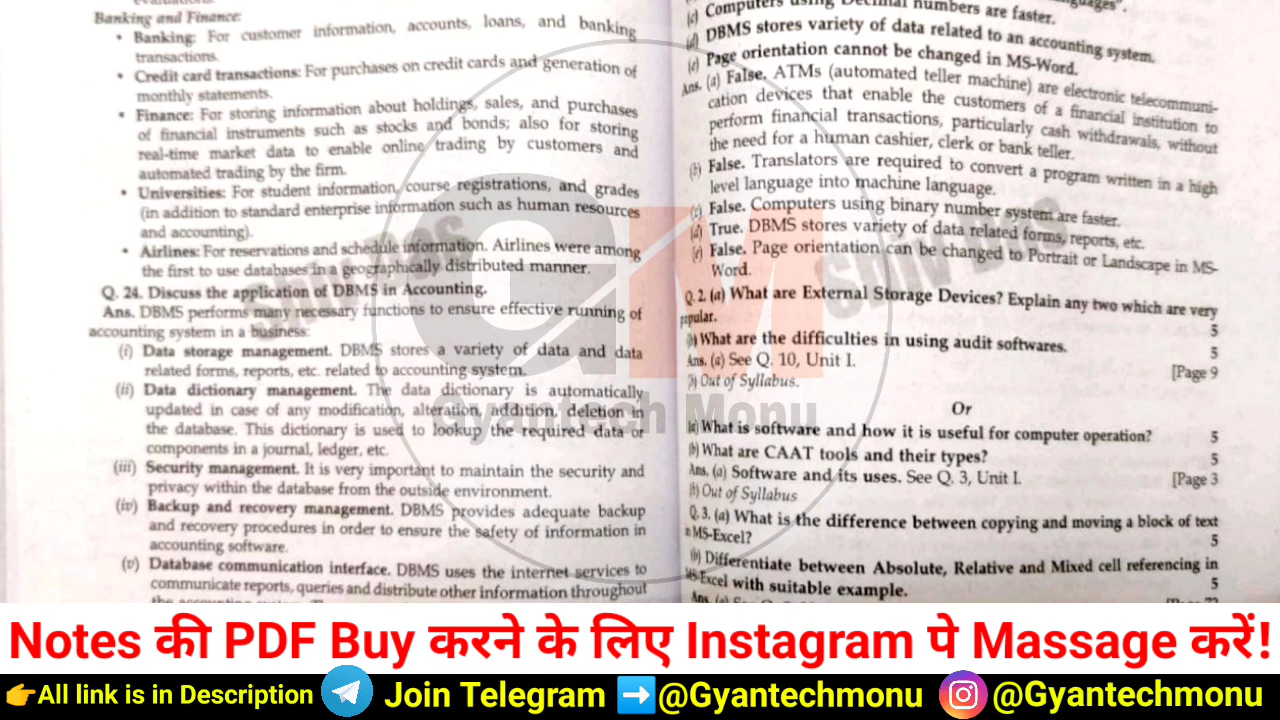 Banking and Finance:
• Banking: For customer information, accounts, loans, and banking
transactions.
• Credit card transactions: For purchases on credit cards and generation of
monthly statements.
• Finance: For storing information about holdings, sales, and purchases
of financial instruments such as stocks and bonds; also for storing
real-time market data to enable online trading by customers and
automated trading by the firm.
• Universities: For student information, course registrations, and grades
(in addition to standard enterprise information such as human resources
and accounting).
• Airlines: For reservations and schedule information. Airlines were among
the first to use databases in a geographically distributed manner.
Q. 24. Discuss the application of DBMS in Accounting.
Ans. DBMS performs many necessary functions to ensure effective running of
accounting system in a business:
(i) Data storage management. DBMS stores a variety of data and data
related forms, reports, etc. related to accounting system.
(ii) Data dictionary management. The data dictionary is automatically
updated in case of any modification, alteration, addition, deletion in
the database. This dictionary is used to lookup the required data or
components in a journal, ledger, etc.
(iii) Security management. It is very important to maintain the security and
privacy within the database from the outside environment.
(iv) Backup and recovery management. DBMS provides adequate backup
and recovery procedures in order to ensure the safety of information in
accounting software.
(v) Database communication interface. DBMS uses the internet services to
communicate reports, queries and distribute other information throughout
(c) Computers using Decimal numbers are faster.
(d) DBMS stores variety of data related to an accounting system.
(e) Page orientation cannot be changed in MS-Word.
Ans. (a) False. ATMs (automated teller machine) are electronic telecommuni-
cation devices that enable the customers of a financial institution to
perform financial transactions, particularly cash withdrawals, without
the need for a human cashier, clerk or bank teller.
(b) False. Translators are required to convert a program written in a high
level language into machine language.
(c) False. Computers using binary number system are faster.
(d) True. DBMS stores variety of data related forms, reports, etc.
(e) False. Page orientation can be changed to Portrait or Landscape in MS-
Word.
Q. 2. (a) What are External Storage Devices? Explain any two which are very
popular. 5
(b) What are the difficulties in using audit softwares. 5
Ans. (a) See Q. 10, Unit I. [Page 9
(b) Out of Syllabus.
Or
(a) What is software and how it is useful for computer operation? 5
(b) What are CAAT tools and their types? 5
Ans. (a) Software and its uses. See Q. 3, Unit I. [Page 3
(b) Out of Syllabus
Q. 3. (a) What is the difference between copying and moving a block of text
in MS-Excel? 5
(b) Differentiate between Absolute, Relative and Mixed cell referencing in
MS-Excel with suitable example. 5
Shiv Das
Shiv Das
GM
Gyantech Monu
Notes की PDF Buy करने के लिए Instagram पे Massage करें!
👉All link is in Description Join Telegram ➡️@Gyantechmonu @Gyantechmonu